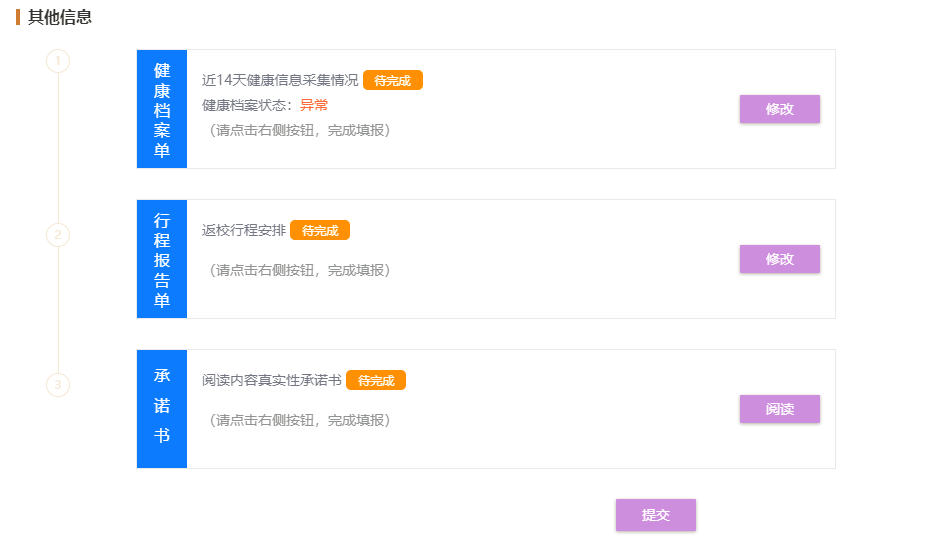 其他信息
1
健康档案单
近14天健康信息采集情况 待完成
健康档案状态：异常
（请点击右侧按钮，完成填报）
修改
2
行程报告单
返校行程安排 待完成
（请点击右侧按钮，完成填报）
修改
3
承诺书
阅读内容真实性承诺书 待完成
（请点击右侧按钮，完成填报）
阅读
提交